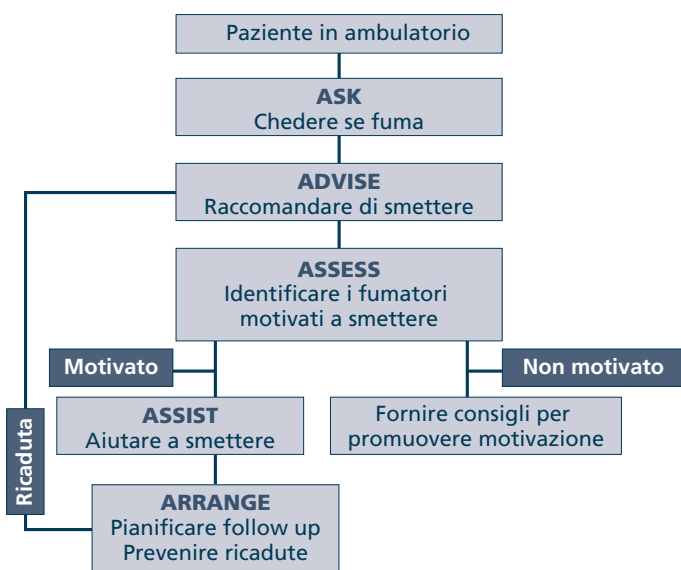 Paziente in ambulatorio
ASK
Chedere se fuma
ADVISE
Raccomandare di smettere
ASSESS
Identificare i fumatori
motivati a smettere
Motivato
Non motivato
ASSIST
Aiutare a smettere
Fornire consigli per
promuovere motivazione
Ricaduta
ARRANGE
Pianificare follow up
Prevenire ricadute